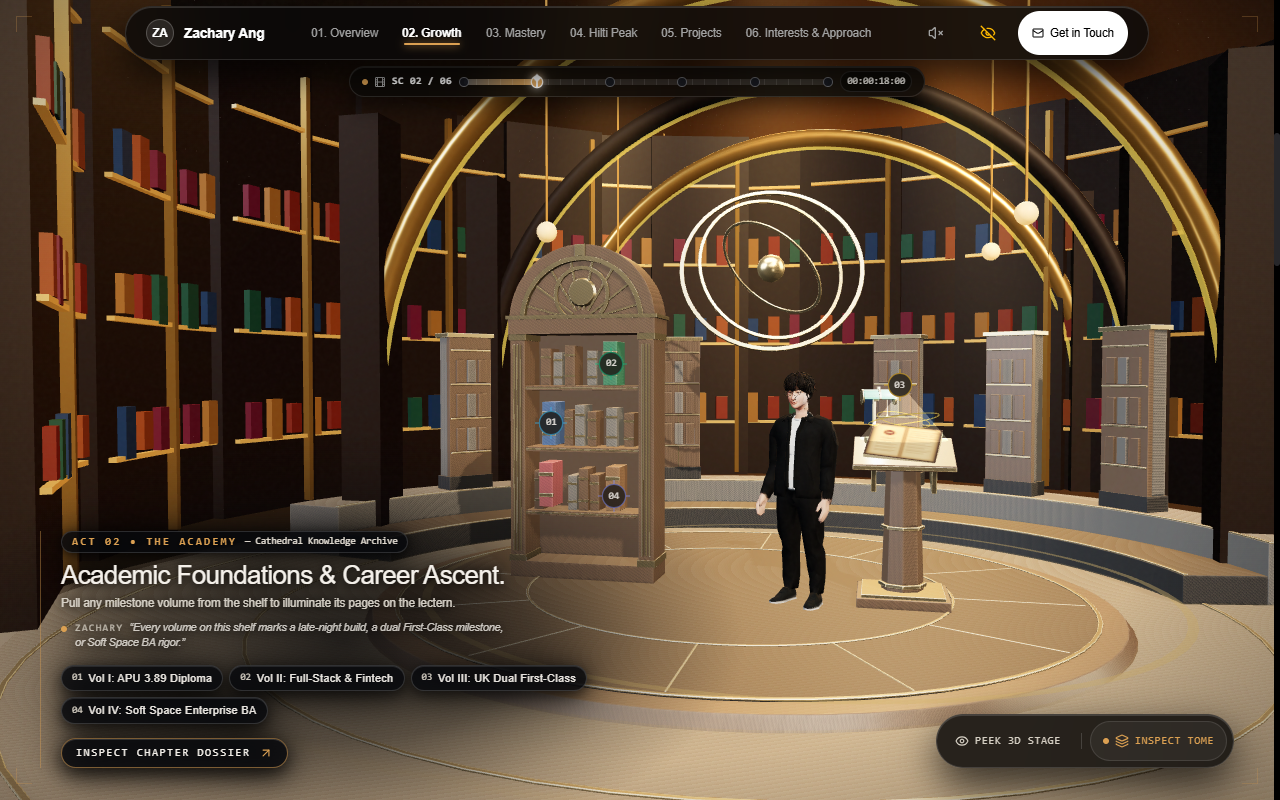 ZA Zachary Ang 01. Overview 02. Growth 03. Mastery 04. Hilti Peak 05. Projects 06. Interests & Approach Get in Touch
SC 02 / 06 00:00:18:00
02
03
01
04
ACT 02 • THE ACADEMY — Cathedral Knowledge Archive
Academic Foundations & Career Ascent.
Pull any milestone volume from the shelf to illuminate its pages on the lectern.
ZACHARY "Every volume on this shelf marks a late-night build, a dual First-Class milestone,
or Soft Space BA rigor."
01 Vol I: APU 3.89 Diploma 02 Vol II: Full-Stack & Fintech 03 Vol III: UK Dual First-Class
04 Vol IV: Soft Space Enterprise BA
INSPECT CHAPTER DOSSIER
PEEK 3D STAGE INSPECT TOME